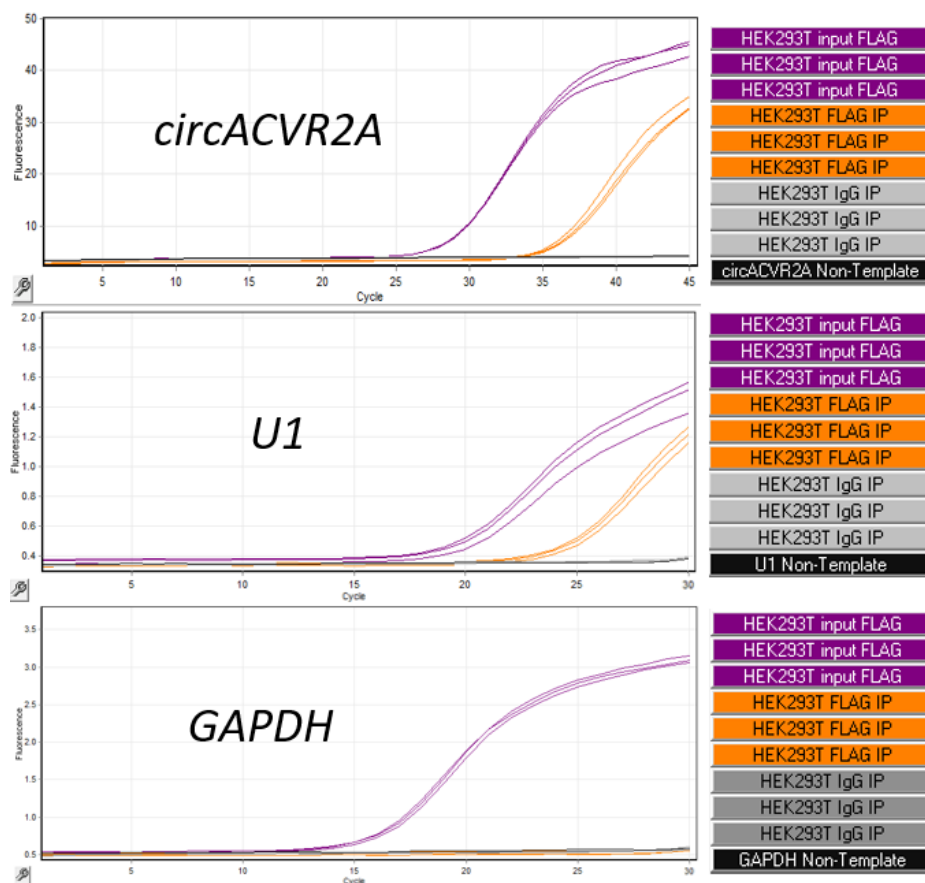 50
40
30
20
10
Fluorescence
circACVR2A
5 10 15 20 25 30 35 40 45
Cycle
HEK293T input FLAG
HEK293T input FLAG
HEK293T input FLAG
HEK293T FLAG IP
HEK293T FLAG IP
HEK293T FLAG IP
HEK293T IgG IP
HEK293T IgG IP
HEK293T IgG IP
circACVR2A Non-Template
2.0
1.8
1.6
1.4
1.2
1.0
0.8
0.6
0.4
Fluorescence
U1
5 10 15 20 25 30
Cycle
HEK293T input FLAG
HEK293T input FLAG
HEK293T input FLAG
HEK293T FLAG IP
HEK293T FLAG IP
HEK293T FLAG IP
HEK293T IgG IP
HEK293T IgG IP
HEK293T IgG IP
U1 Non-Template
3.5
3.0
2.5
2.0
1.5
1.0
0.5
Fluorescence
GAPDH
5 10 15 20 25 30
Cycle
HEK293T input FLAG
HEK293T input FLAG
HEK293T input FLAG
HEK293T FLAG IP
HEK293T FLAG IP
HEK293T FLAG IP
HEK293T IgG IP
HEK293T IgG IP
HEK293T IgG IP
GAPDH Non-Template